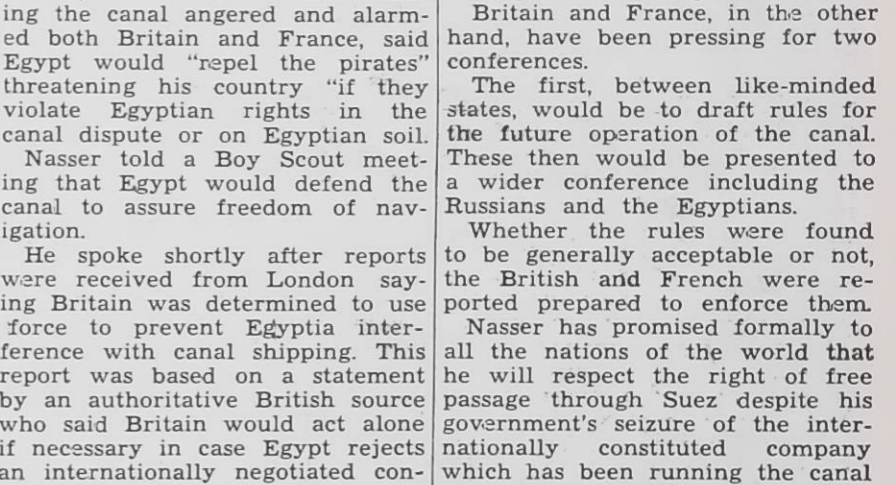 ing the canal angered and alarm-
ed both Britain and France, said
Egypt would "repel the pirates"
threatening his country "if they
violate Egyptian rights in the
canal dispute or on Egyptian soil.
Nasser told a Boy Scout meet-
ing that Egypt would defend the
canal to assure freedom of nav-
igation.
He spoke shortly after reports
were received from London say-
ing Britain was determined to use
force to prevent Egyptia inter-
ference with canal shipping. This
report was based on a statement
by an authoritative British source
who said Britain would act alone
if necessary in case Egypt rejects
an internationally negotiated con-
Britain and France, in the other
hand, have been pressing for two
conferences.
The first, between like-minded
states, would be to draft rules for
the future operation of the canal.
These then would be presented to
a wider conference including the
Russians and the Egyptians.
Whether the rules were found
to be generally acceptable or not,
the British and French were re-
ported prepared to enforce them.
Nasser has promised formally to
all the nations of the world that
he will respect the right of free
passage through Suez despite his
government's seizure of the inter-
nationally constituted company
which has been running the canal